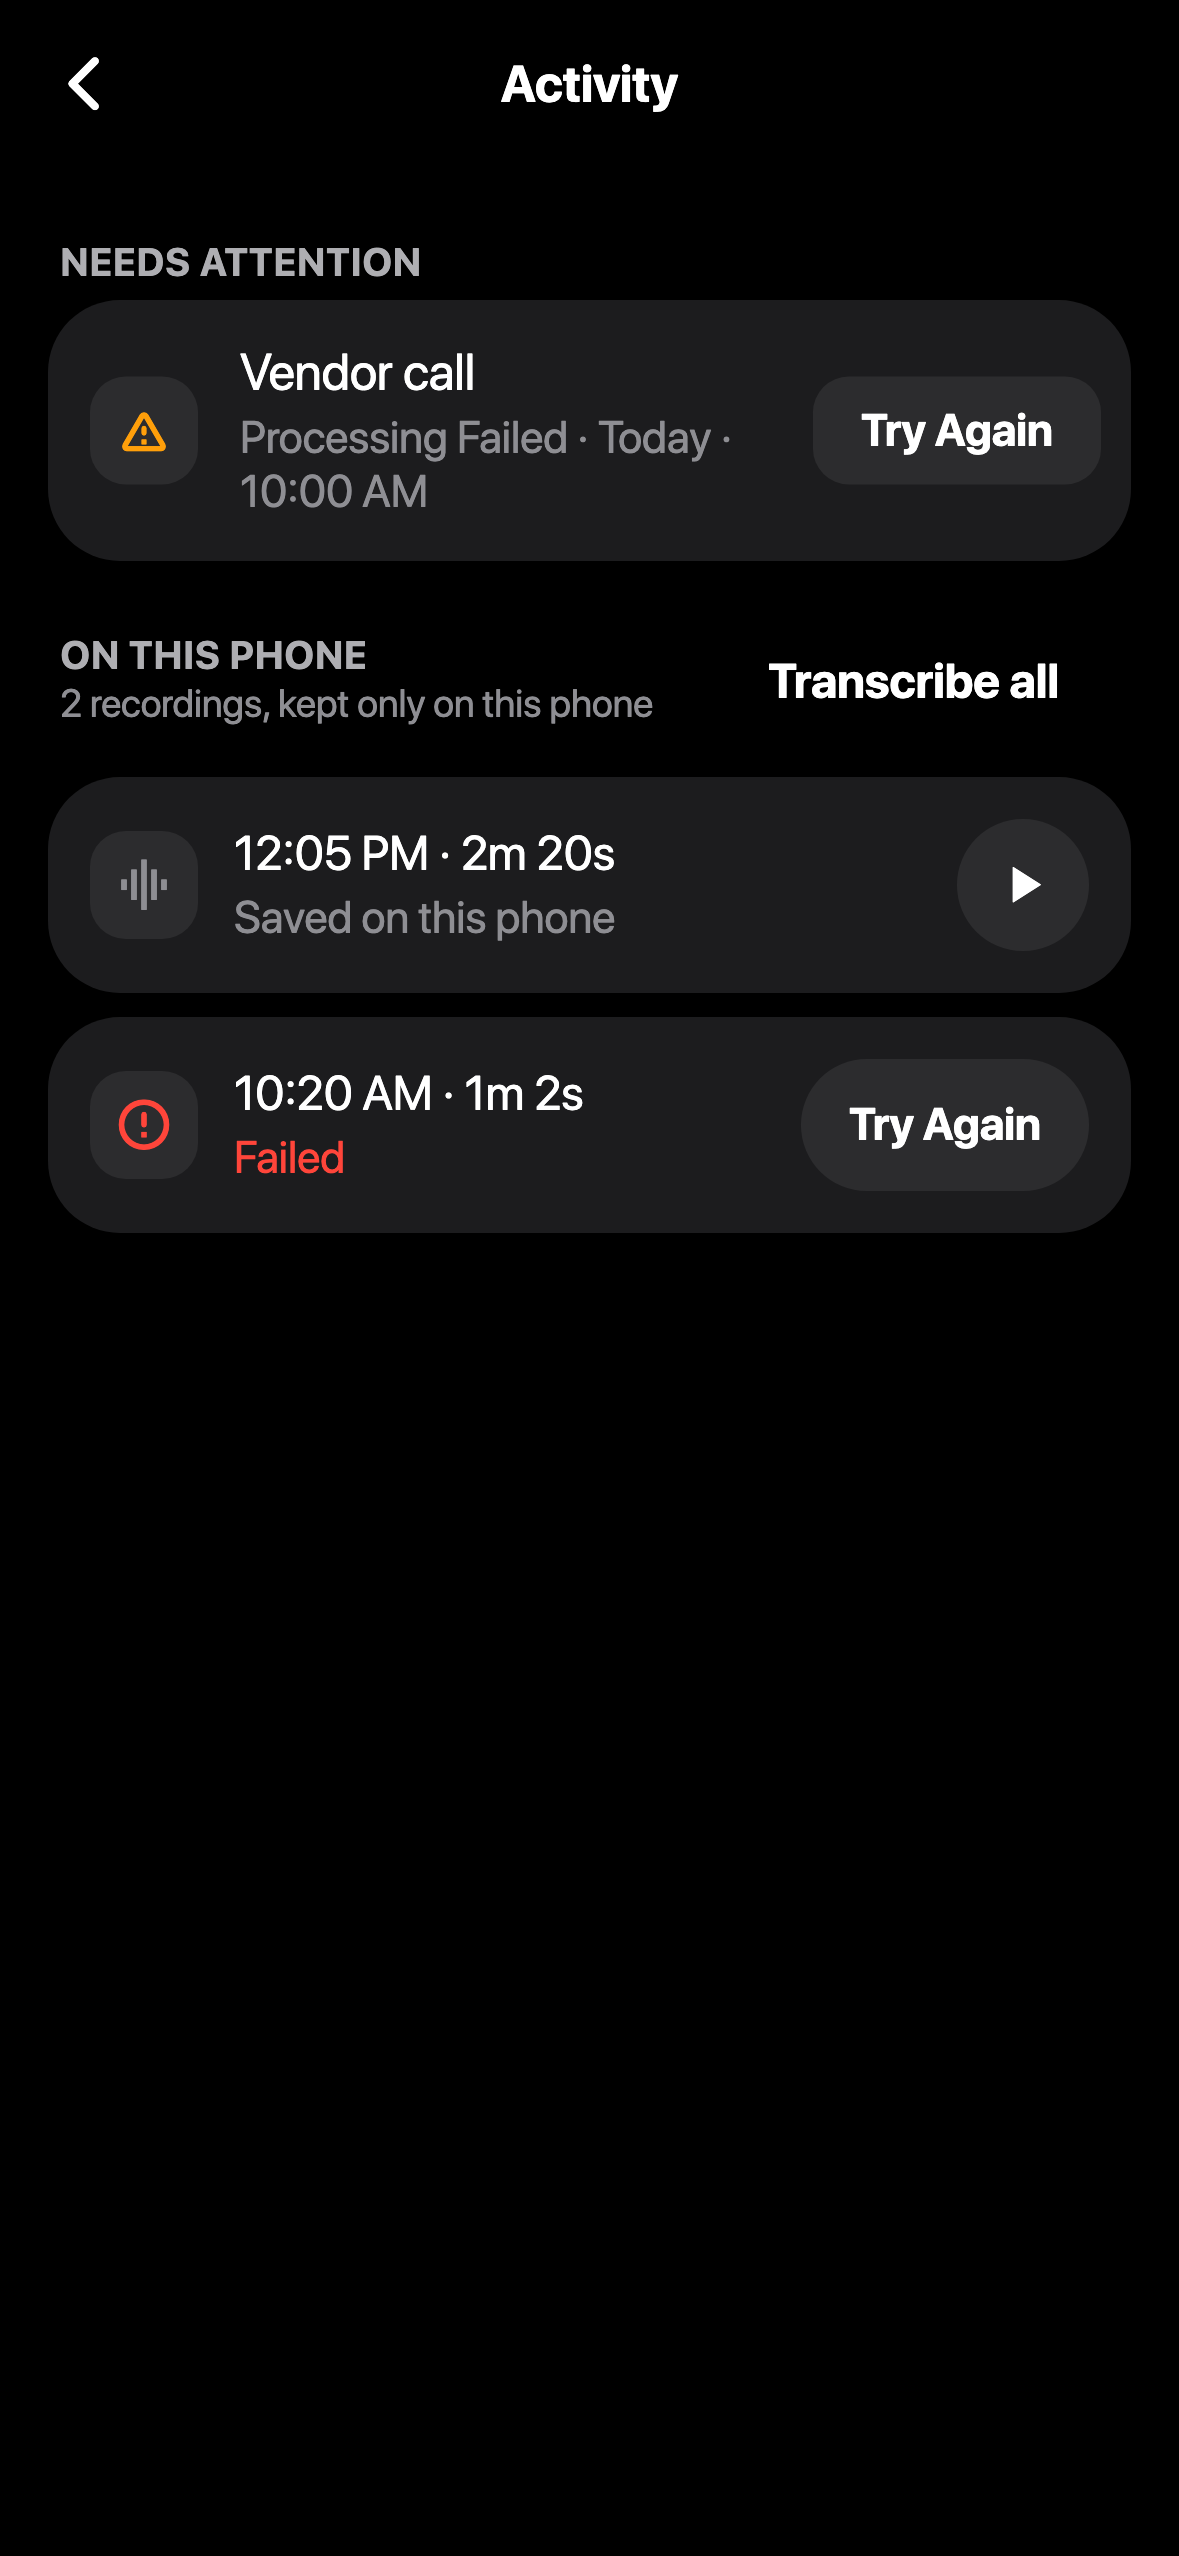 Activity
NEEDS ATTENTION
Vendor call
Processing Failed · Today ·
10:00 AM
Try Again
ON THIS PHONE
2 recordings, kept only on this phone
Transcribe all
12:05 PM · 2m 20s
Saved on this phone
10:20 AM · 1m 2s
Failed
Try Again